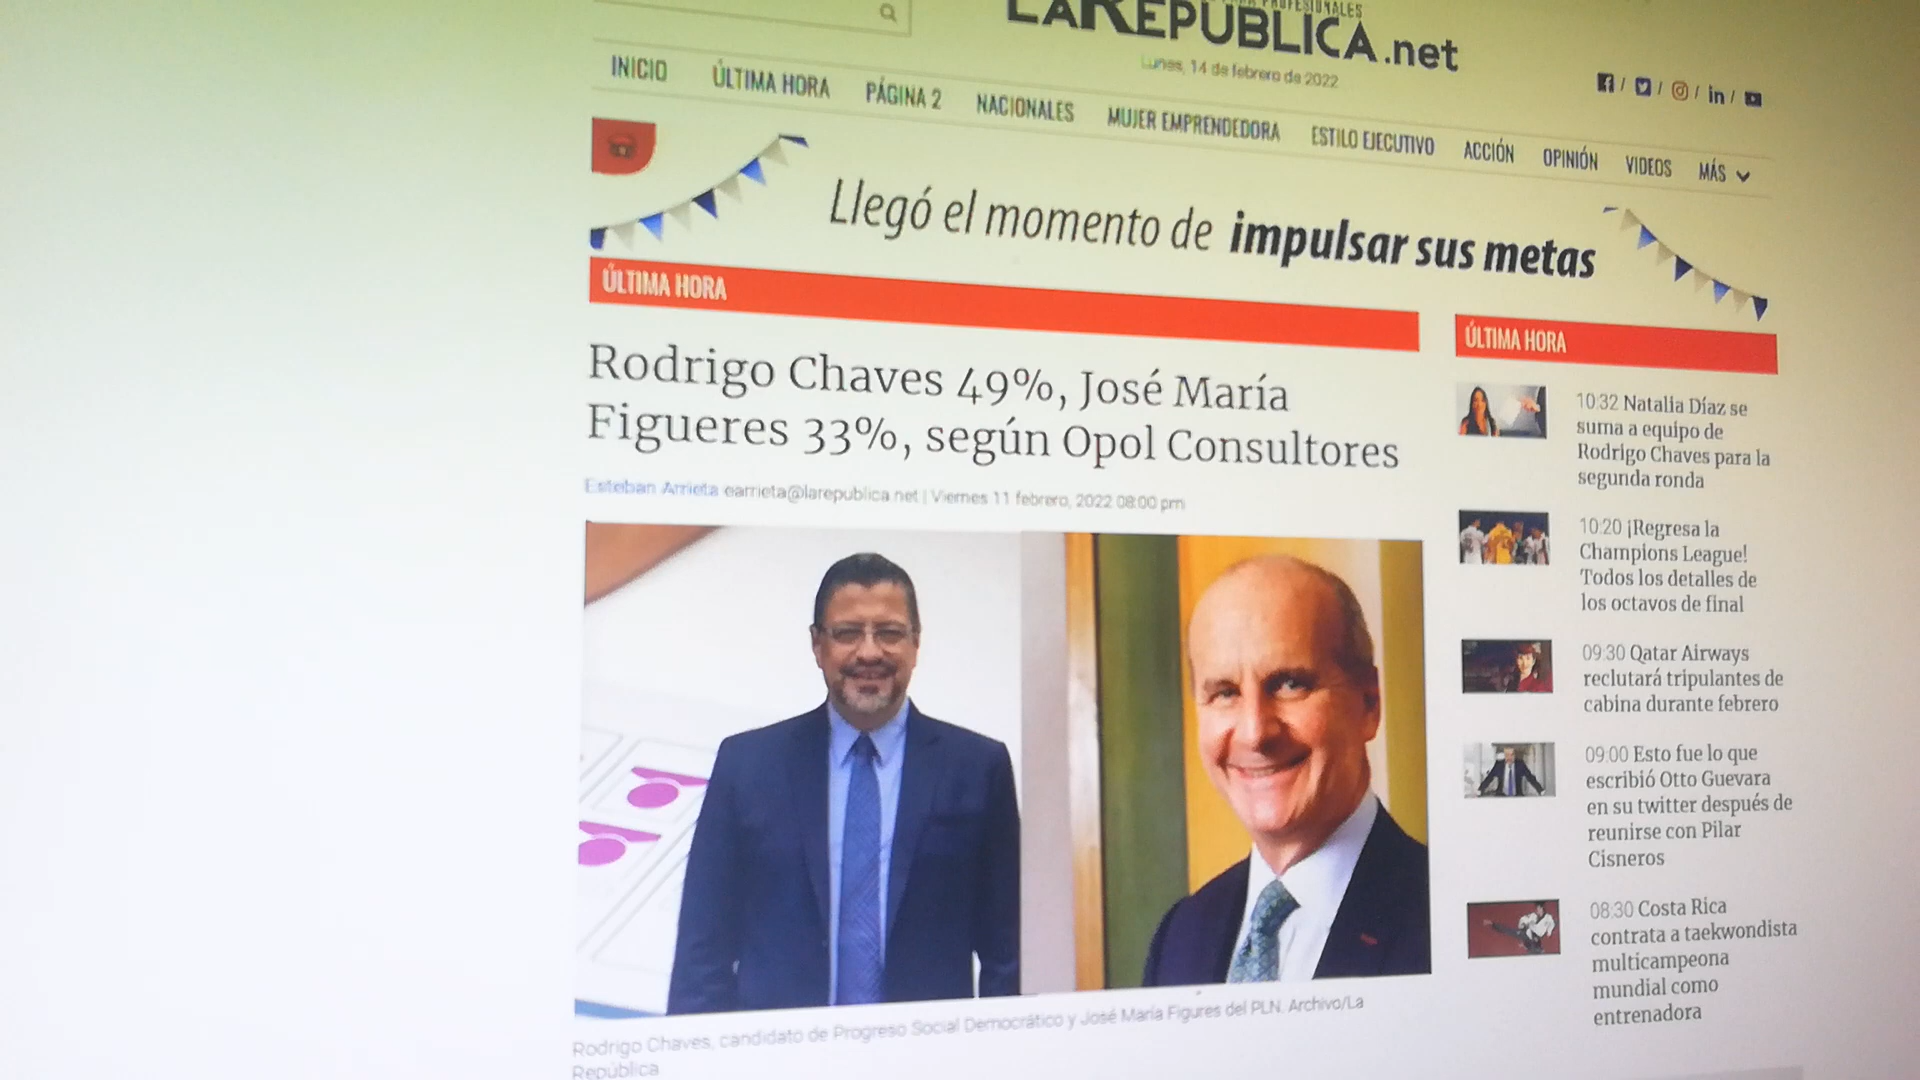 PROFESIONALES
LAREPÚBLICA.net
Lunes, 14 de febrero de 2022
INICIO ÚLTIMA HORA PÁGINA 2 NACIONALES MUJER EMPRENDEDORA ESTILO EJECUTIVO ACCIÓN OPINIÓN VIDEOS MÁS
Llegó el momento de impulsar sus metas
ÚLTIMA HORA
Rodrigo Chaves 49%, José María
Figueres 33%, según Opol Consultores
Esteban Arrieta earrieta@larepublica.net | Viernes 11 febrero, 2022 08:00 pm
Rodrigo Chaves, candidato de Progreso Social Democrático y José María Figures del PLN. Archivo/La
República
ÚLTIMA HORA
10:32 Natalia Díaz se
suma a equipo de
Rodrigo Chaves para la
segunda ronda
10:20 ¡Regresa la
Champions League!
Todos los detalles de
los octavos de final
09:30 Qatar Airways
reclutará tripulantes de
cabina durante febrero
09:00 Esto fue lo que
escribió Otto Guevara
en su twitter después de
reunirse con Pilar
Cisneros
08:30 Costa Rica
contrata a taekwondista
multicampeona
mundial como
entrenadora